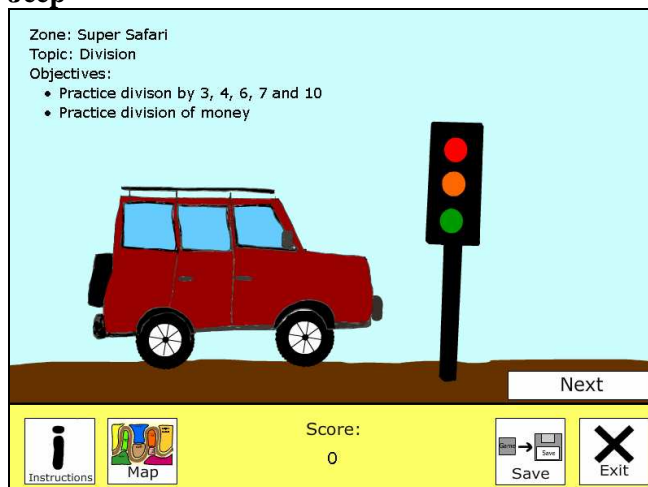 Zone: Super Safari
Topic: Division
Objectives:
• Practice divison by 3, 4, 6, 7 and 10
• Practice division of money
Next
Instructions
Map
Score:
0
Save
Exit